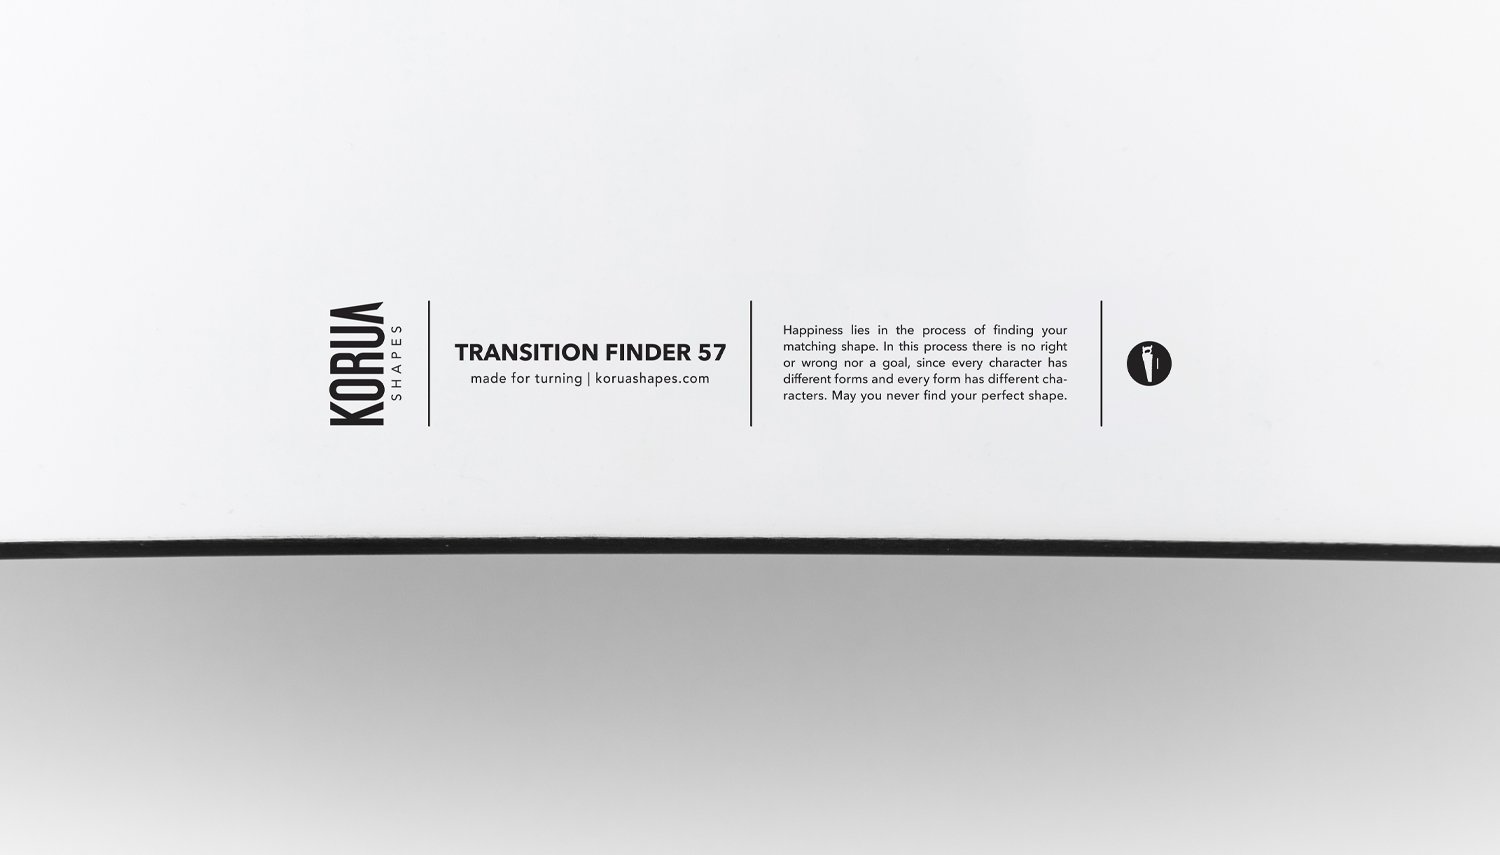 KORUA
SHAPES
TRANSITION FINDER 57
made for turning | koruashapes.com
Happiness lies in the process of finding your
matching shape. In this process there is no right
or wrong nor a goal, since every character has
different forms and every form has different cha-
racters. May you never find your perfect shape.